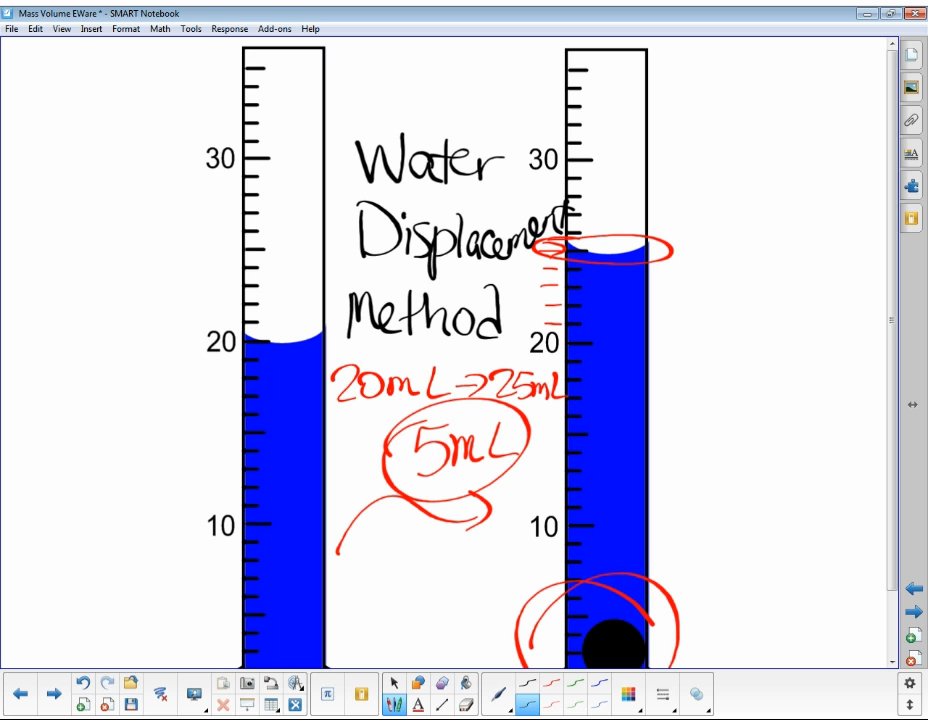 Mass Volume EWare * - SMART Notebook
File Edit View Insert Format Math Tools Response Add-ons Help
30
20
10
Water
Displacement
Method
20mL → 25mL
5mL
30
20
10
π
A